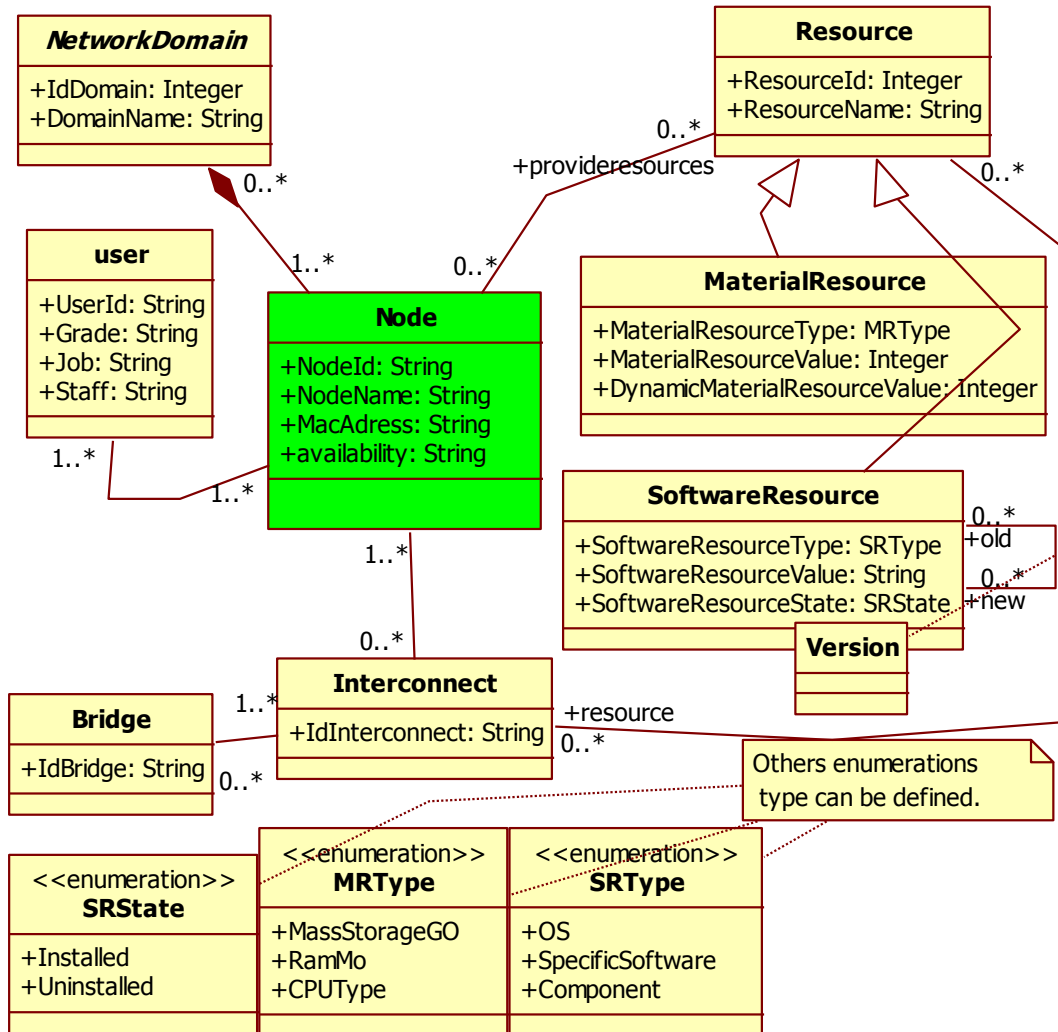 NetworkDomain
+IdDomain: Integer
+DomainName: String
0..*
1..*
Resource
+ResourceId: Integer
+ResourceName: String
0..*
+provideresources
0..*
0..*
user
+UserId: String
+Grade: String
+Job: String
+Staff: String
1..*
1..*
Node
+NodeId: String
+NodeName: String
+MacAdress: String
+availability: String
MaterialResource
+MaterialResourceType: MRType
+MaterialResourceValue: Integer
+DynamicMaterialResourceValue: Integer
SoftwareResource
+SoftwareResourceType: SRType
+SoftwareResourceValue: String
+SoftwareResourceState: SRState
0..*
+old
0..*
+new
Version
1..*
0..*
Interconnect
+IdInterconnect: String
1..*
0..*
Bridge
+IdBridge: String
+resource
0..*
Others enumerations
type can be defined.
<<enumeration>>
SRState
+Installed
+Uninstalled
<<enumeration>>
MRType
+MassStorageGO
+RamMo
+CPUType
<<enumeration>>
SRType
+OS
+SpecificSoftware
+Component